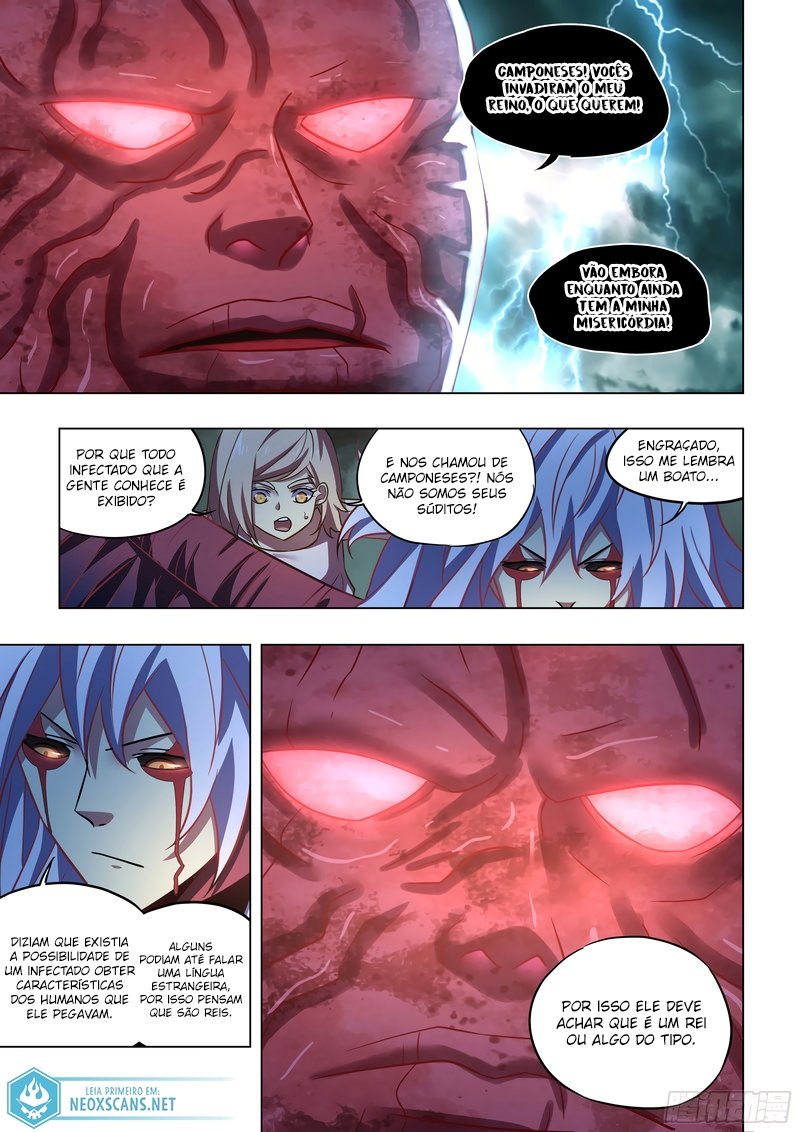 CAMPONESES! VOCÊS
INVADIRAM O MEU
REINO, O QUE QUEREM!
VÃO EMBORA
ENQUANTO AINDA
TEM A MINHA
MISERICÓRDIA!
POR QUE TODO
INFECTADO QUE A
GENTE CONHECE É
EXIBIDO?
E NOS CHAMOU DE
CAMPONESES?! NÓS
NÃO SOMOS SEUS
SÚDITOS!
ENGRAÇADO,
ISSO ME LEMBRA
UM BOATO...
DIZIAM QUE EXISTIA
A POSSIBILIDADE DE
UM INFECTADO OBTER
CARACTERÍSTICAS
DOS HUMANOS QUE
ELE PEGAVAM.
ALGUNS
PODIAM ATÉ FALAR
UMA LÍNGUA
ESTRANGEIRA,
POR ISSO PENSAM
QUE SÃO REIS.
POR ISSO ELE DEVE
ACHAR QUE É UM REI
OU ALGO DO TIPO.
LEIA PRIMEIRO EM:
NEOXSCANS.NET
腾讯动漫